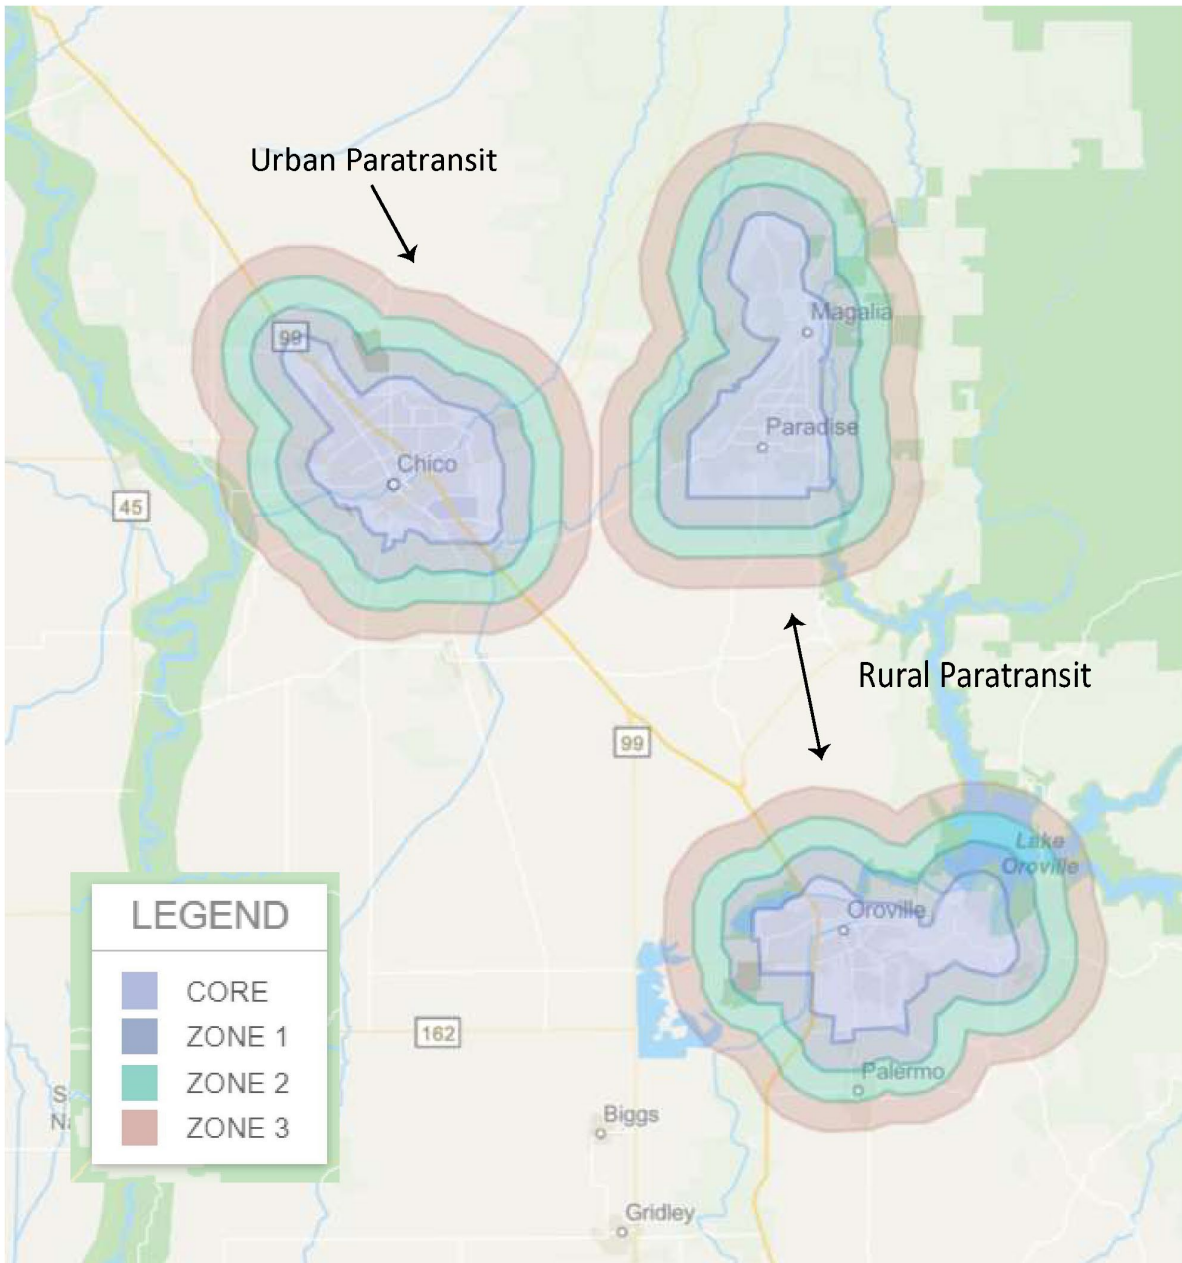 Urban Paratransit
99
Magalia
Paradise
Chico
45
Rural Paratransit
99
Lake
Oroville
Oroville
LEGEND
CORE
ZONE 1
ZONE 2
ZONE 3
162
Palermo
Biggs
Gridley